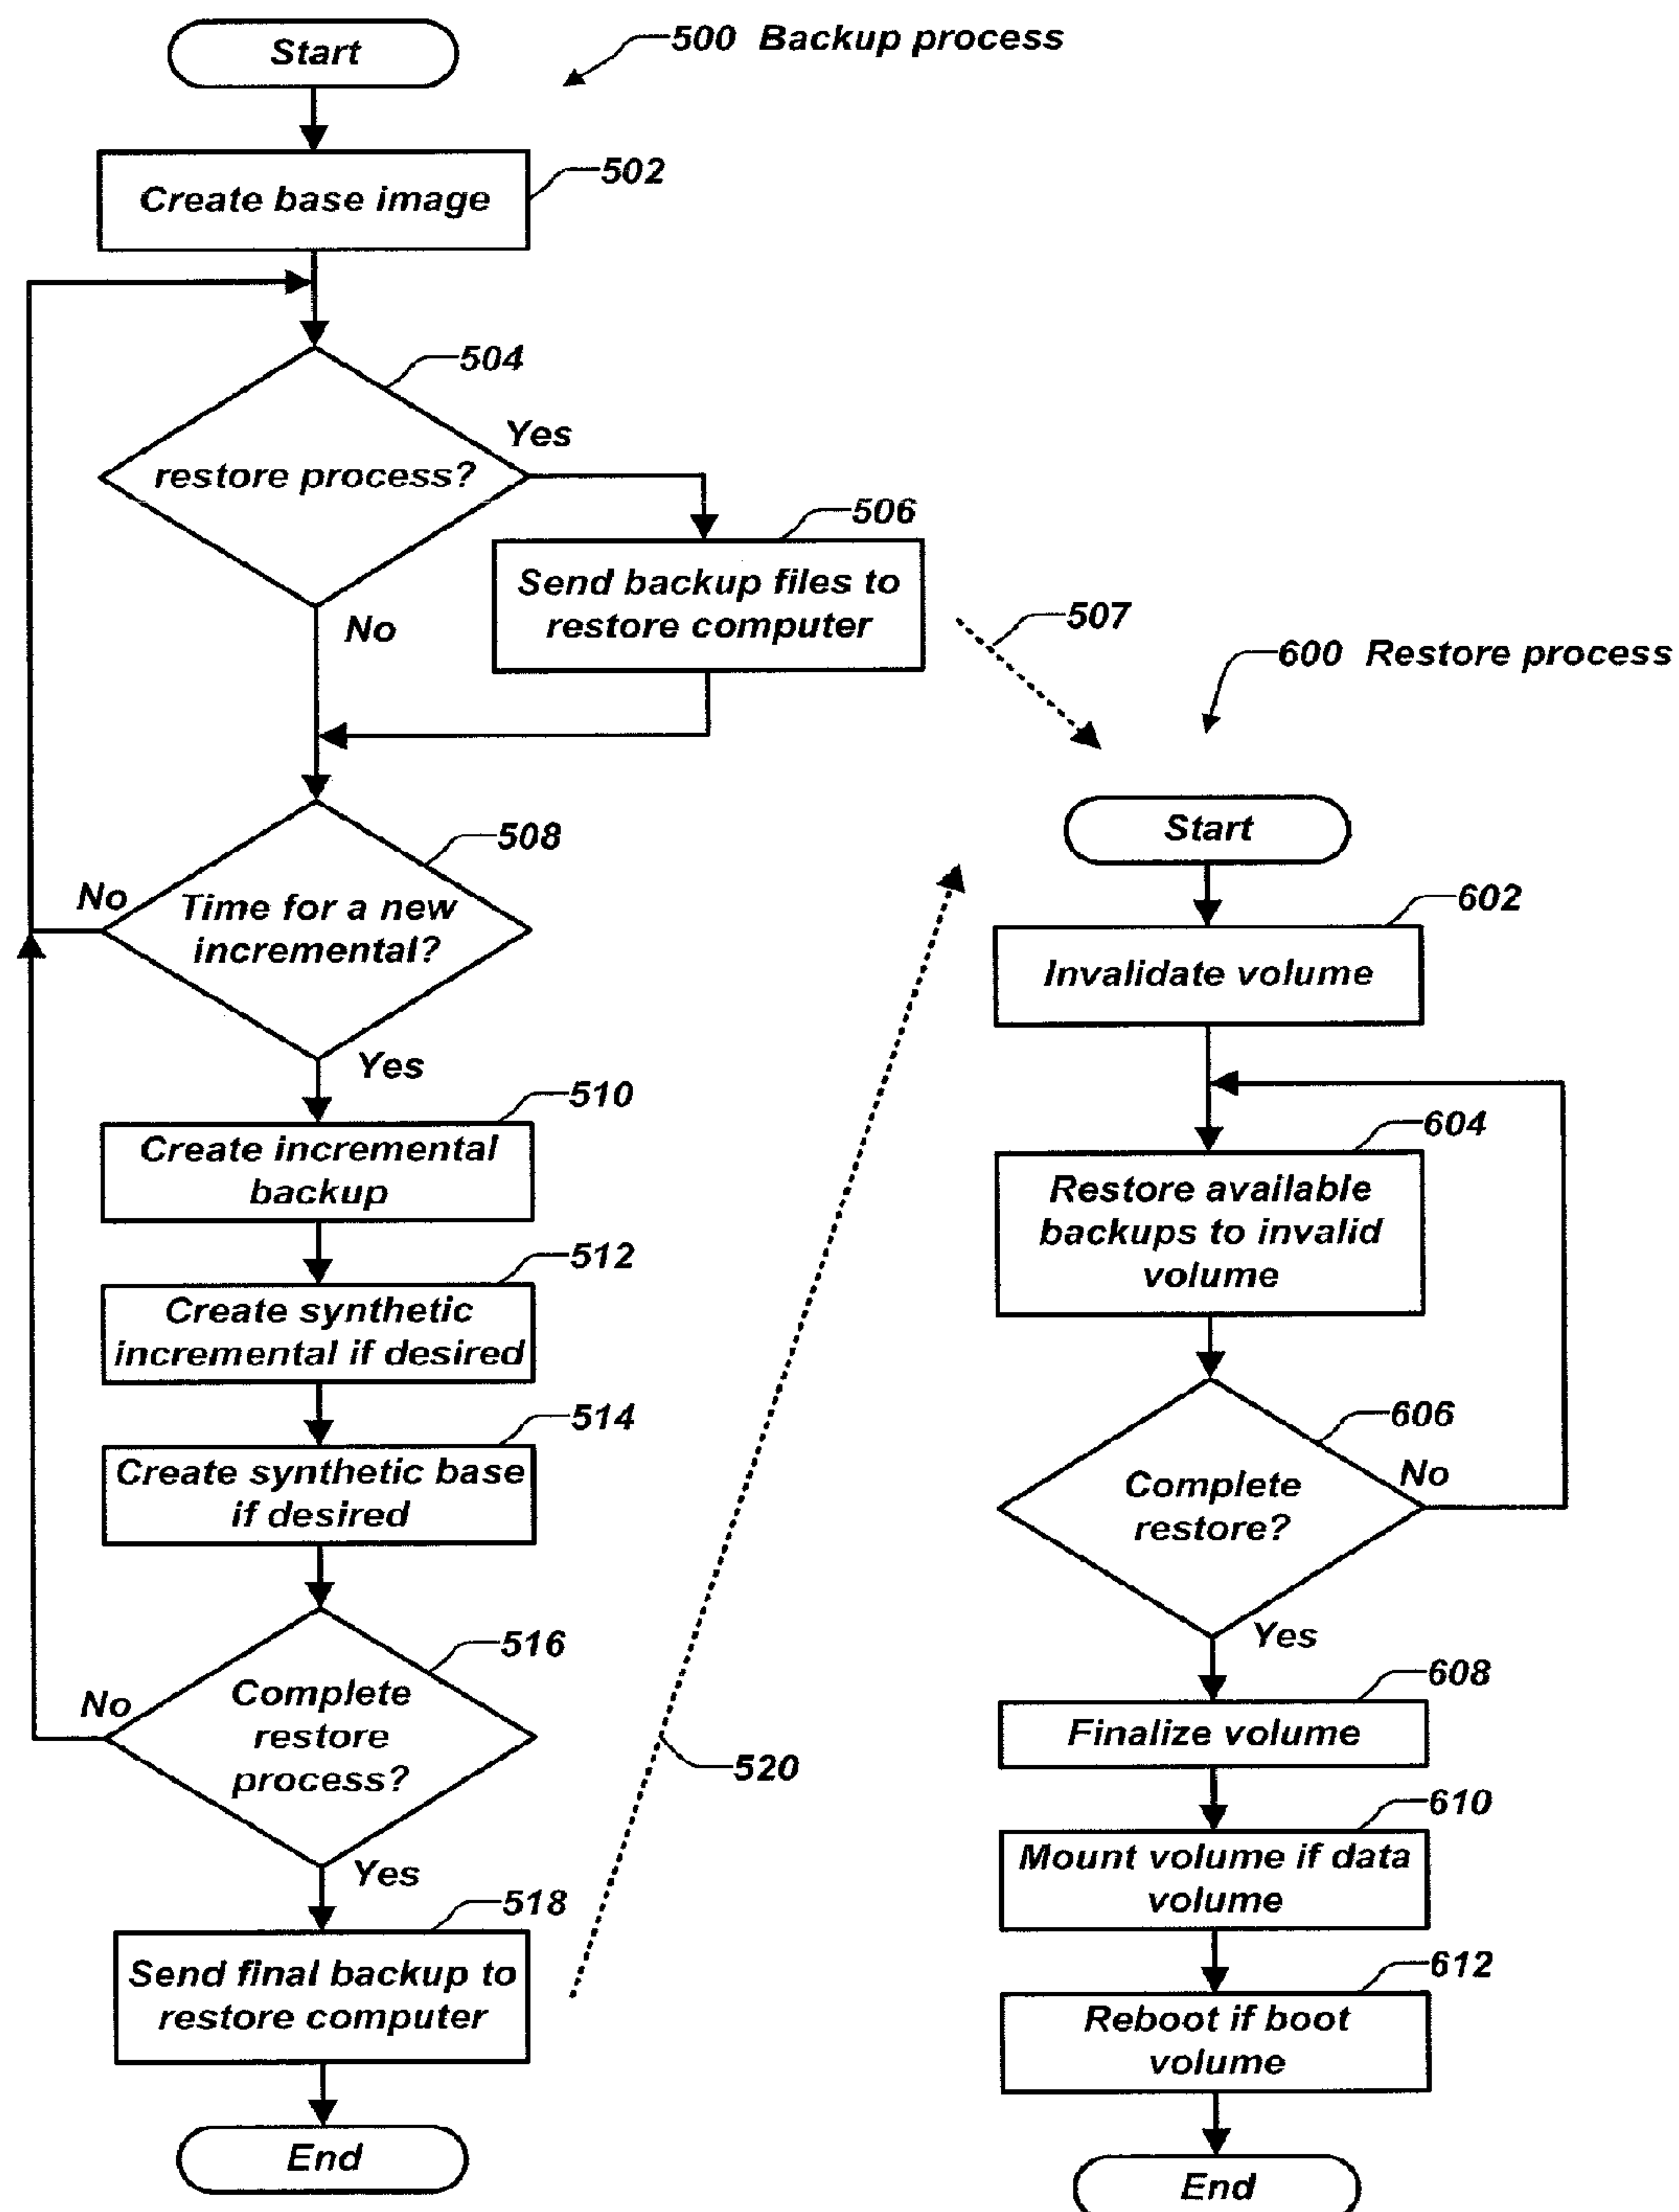 Start
500 Backup process
Create base image
502
504
Yes
restore process?
506
Send backup files to
restore computer
No
507
600 Restore process
508
No
Time for a new
incremental?
Yes
510
Create incremental
backup
512
Create synthetic
incremental if desired
514
Create synthetic base
if desired
516
No
Complete
restore
process?
Yes
518
Send final backup to
restore computer
520
End
Start
602
Invalidate volume
604
Restore available
backups to invalid
volume
606
No
Complete
restore?
Yes
608
Finalize volume
610
Mount volume if data
volume
612
Reboot if boot
volume
End